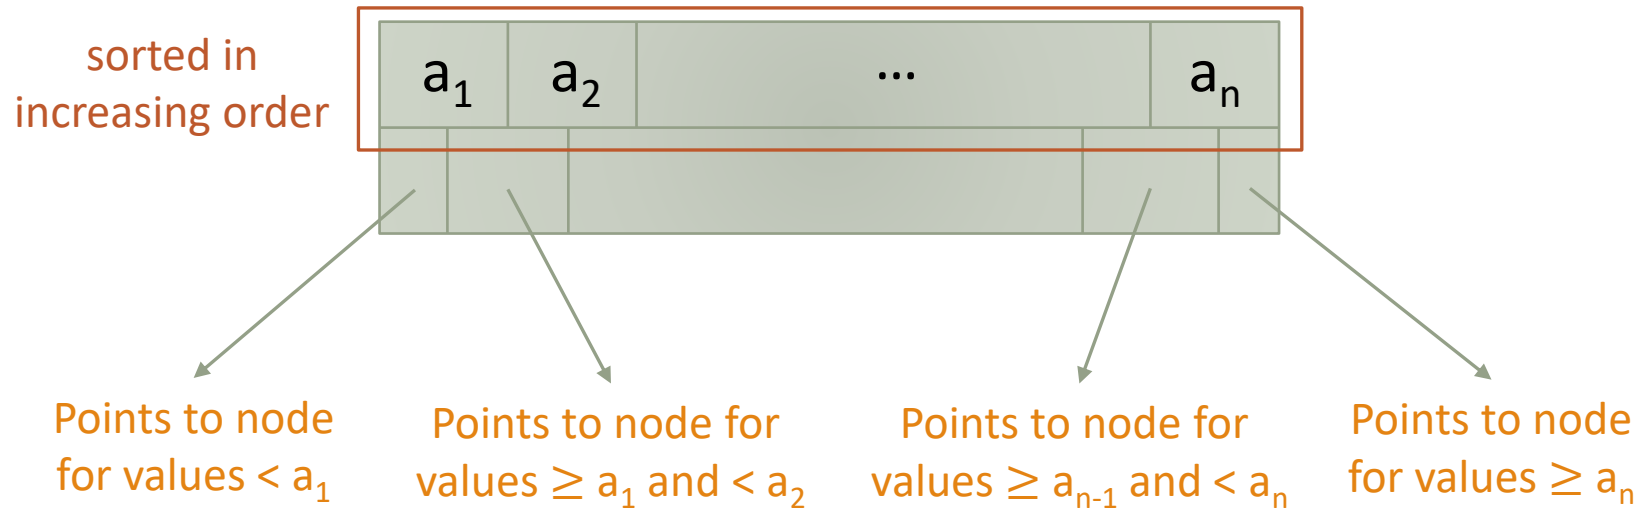 sorted in
increasing order
a₁ a₂ ... aₙ
Points to node
for values < a₁
Points to node for
values ≥ a₁ and < a₂
Points to node for
values ≥ aₙ₋₁ and < aₙ
Points to node
for values ≥ aₙ